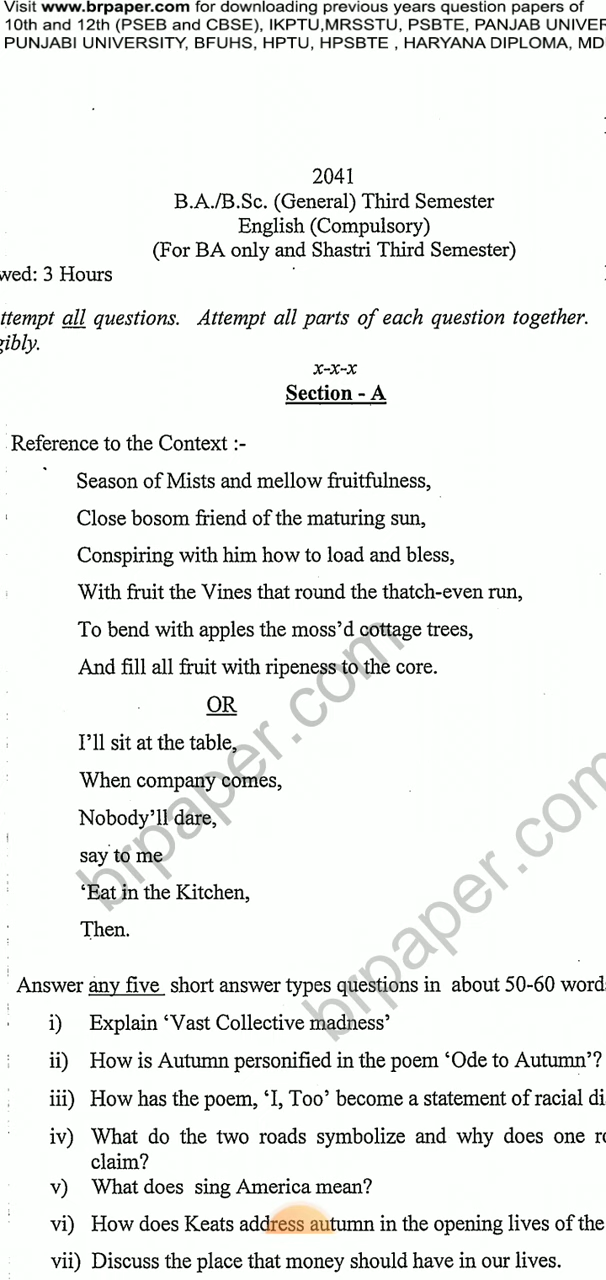 Visit www.brpaper.com for downloading previous years question papers of
10th and 12th (PSEB and CBSE), IKPTU,MRSSTU, PSBTE, PANJAB UNIVER
PUNJABI UNIVERSITY, BFUHS, HPTU, HPSBTE , HARYANA DIPLOMA, MD
2041
B.A./B.Sc. (General) Third Semester
English (Compulsory)
(For BA only and Shastri Third Semester)
wed: 3 Hours
ttempt all questions. Attempt all parts of each question together.
gibly.
x-x-x
Section - A
Reference to the Context :-
Season of Mists and mellow fruitfulness,
Close bosom friend of the maturing sun,
Conspiring with him how to load and bless,
With fruit the Vines that round the thatch-even run,
To bend with apples the moss’d cottage trees,
And fill all fruit with ripeness to the core.
OR
I’ll sit at the table,
When company comes,
Nobody’ll dare,
say to me
‘Eat in the Kitchen,
Then.
Answer any five short answer types questions in about 50-60 word
i) Explain ‘Vast Collective madness’
ii) How is Autumn personified in the poem ‘Ode to Autumn’?
iii) How has the poem, ‘I, Too’ become a statement of racial di
iv) What do the two roads symbolize and why does one ro
claim?
v) What does sing America mean?
vi) How does Keats address autumn in the opening lives of the
vii) Discuss the place that money should have in our lives.
brpaper.com
brpaper.com